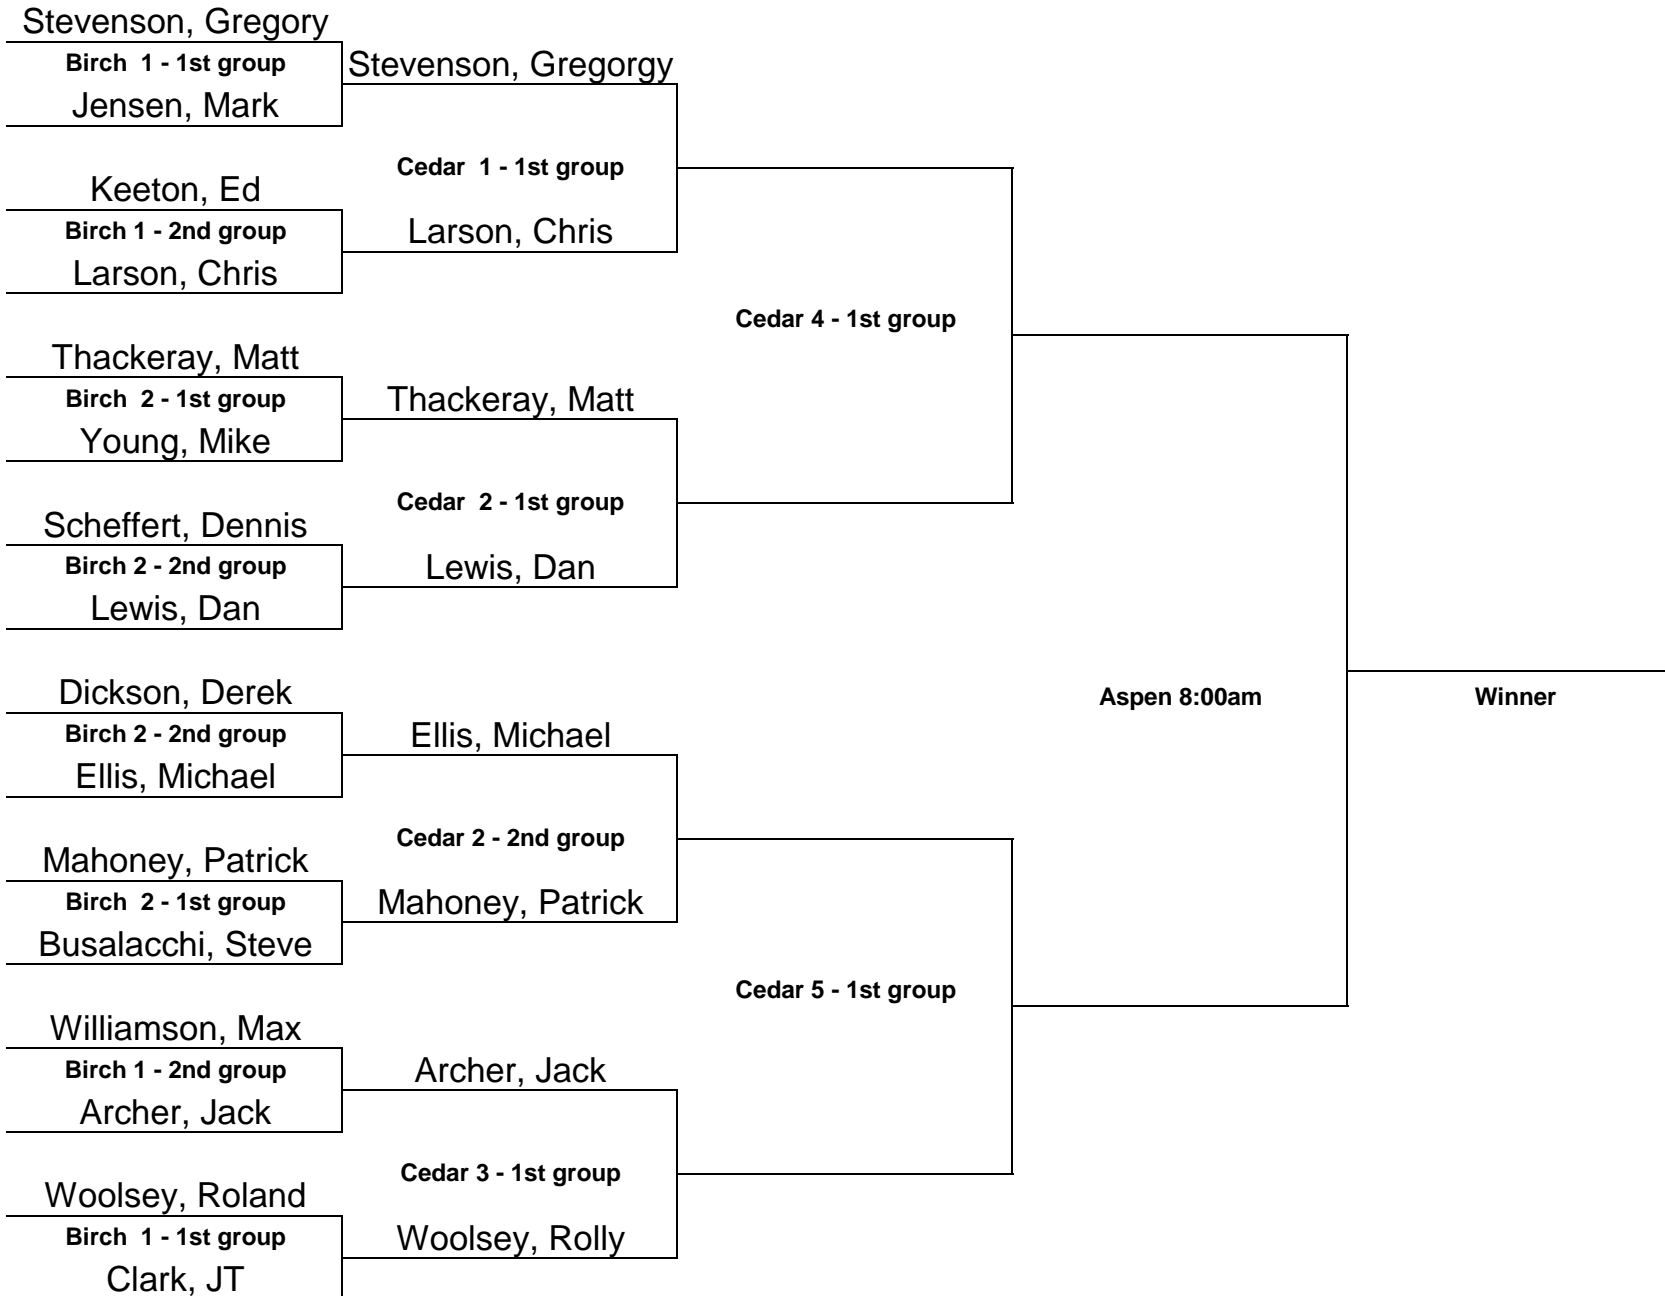 Stevenson, Gregory
Birch 1 - 1st group
Stevenson, Gregorgy
Jensen, Mark
Cedar 1 - 1st group
Keeton, Ed
Birch 1 - 2nd group
Larson, Chris
Larson, Chris
Cedar 4 - 1st group
Thackeray, Matt
Birch 2 - 1st group
Thackeray, Matt
Young, Mike
Cedar 2 - 1st group
Scheffert, Dennis
Birch 2 - 2nd group
Lewis, Dan
Lewis, Dan
Dickson, Derek
Aspen 8:00am
Winner
Birch 2 - 2nd group
Ellis, Michael
Ellis, Michael
Cedar 2 - 2nd group
Mahoney, Patrick
Birch 2 - 1st group
Mahoney, Patrick
Busalacchi, Steve
Cedar 5 - 1st group
Williamson, Max
Birch 1 - 2nd group
Archer, Jack
Archer, Jack
Cedar 3 - 1st group
Woolsey, Roland
Birch 1 - 1st group
Woolsey, Rolly
Clark, JT